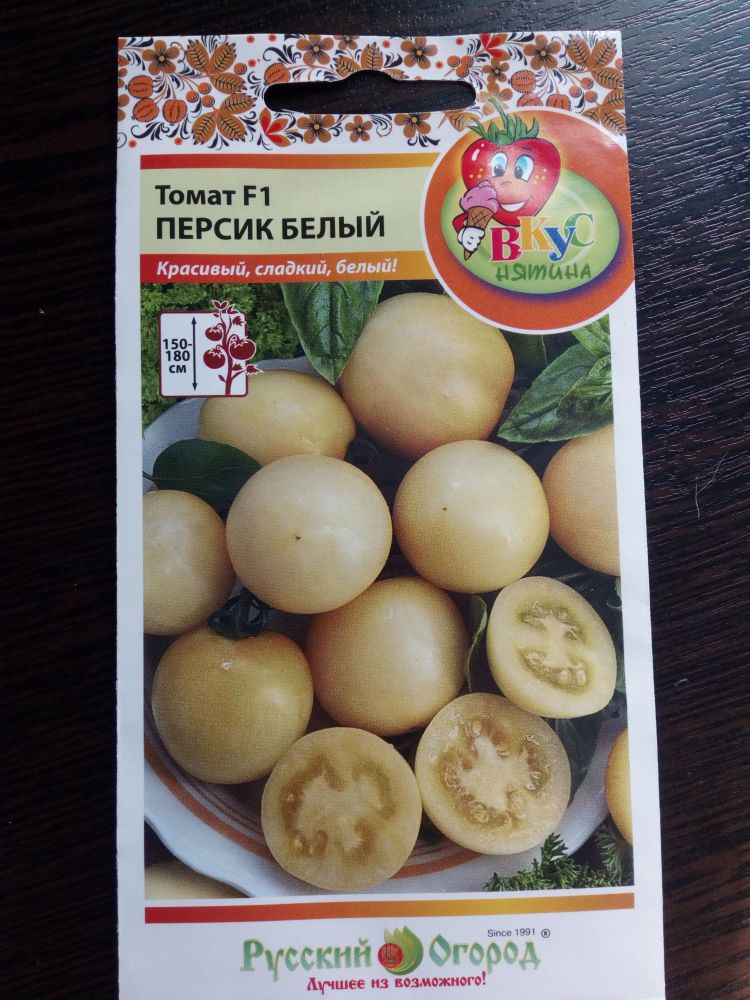 Томат F1
ПЕРСИК БЕЛЫЙ
Красивый, сладкий, белый!
ВКУС
НЯТИНА
150-
180
см
Since 1991 ®
Русский Огород
Лучшее из возможного!